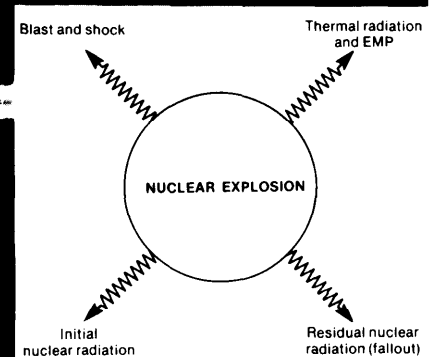 Blast and shock
Thermal radiation
and EMP
NUCLEAR EXPLOSION
Initial
nuclear radiation
Residual nuclear
radiation (fallout)